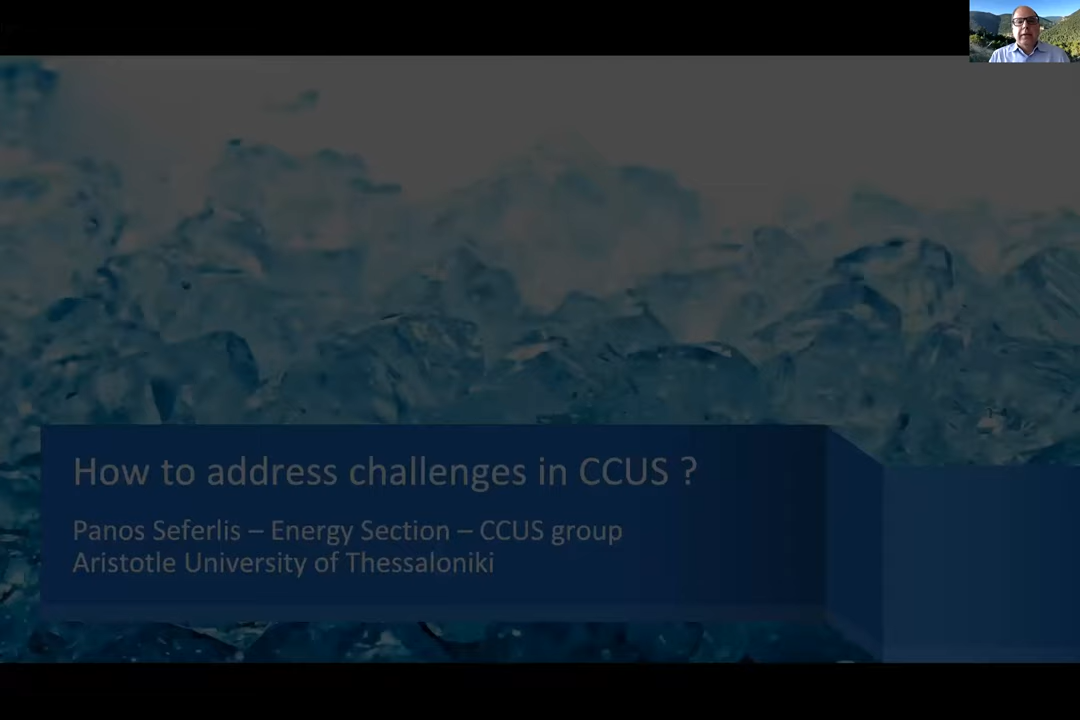 How to address challenges in CCUS ?
Panos Seferlis – Energy Section – CCUS group
Aristotle University of Thessaloniki